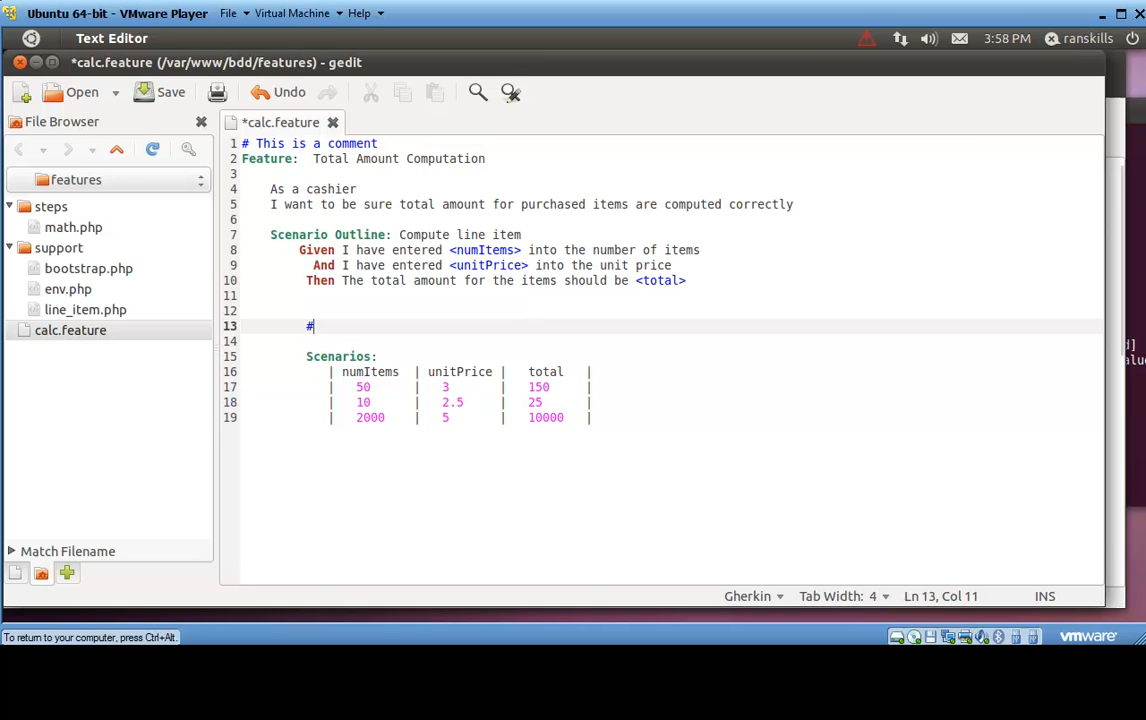 Ubuntu 64-bit - VMware Player File Virtual Machine Help
Text Editor 3:58 PM ranskills
*calc.feature (/var/www/bdd/features) - gedit
Open Save Undo
File Browser
*calc.feature
features
steps
math.php
support
bootstrap.php
env.php
line_item.php
calc.feature
Match Filename
1 # This is a comment
2 Feature: Total Amount Computation
3
4 As a cashier
5 I want to be sure total amount for purchased items are computed correctly
6
7 Scenario Outline: Compute line item
8 Given I have entered <numItems> into the number of items
9 And I have entered <unitPrice> into the unit price
10 Then The total amount for the items should be <total>
11
12
13 #
14
15 Scenarios:
16 | numItems | unitPrice | total |
17 | 50 | 3 | 150 |
18 | 10 | 2.5 | 25 |
19 | 2000 | 5 | 10000 |
d]
alu
Gherkin Tab Width: 4 Ln 13, Col 11 INS
To return to your computer, press Ctrl+Alt. vmware